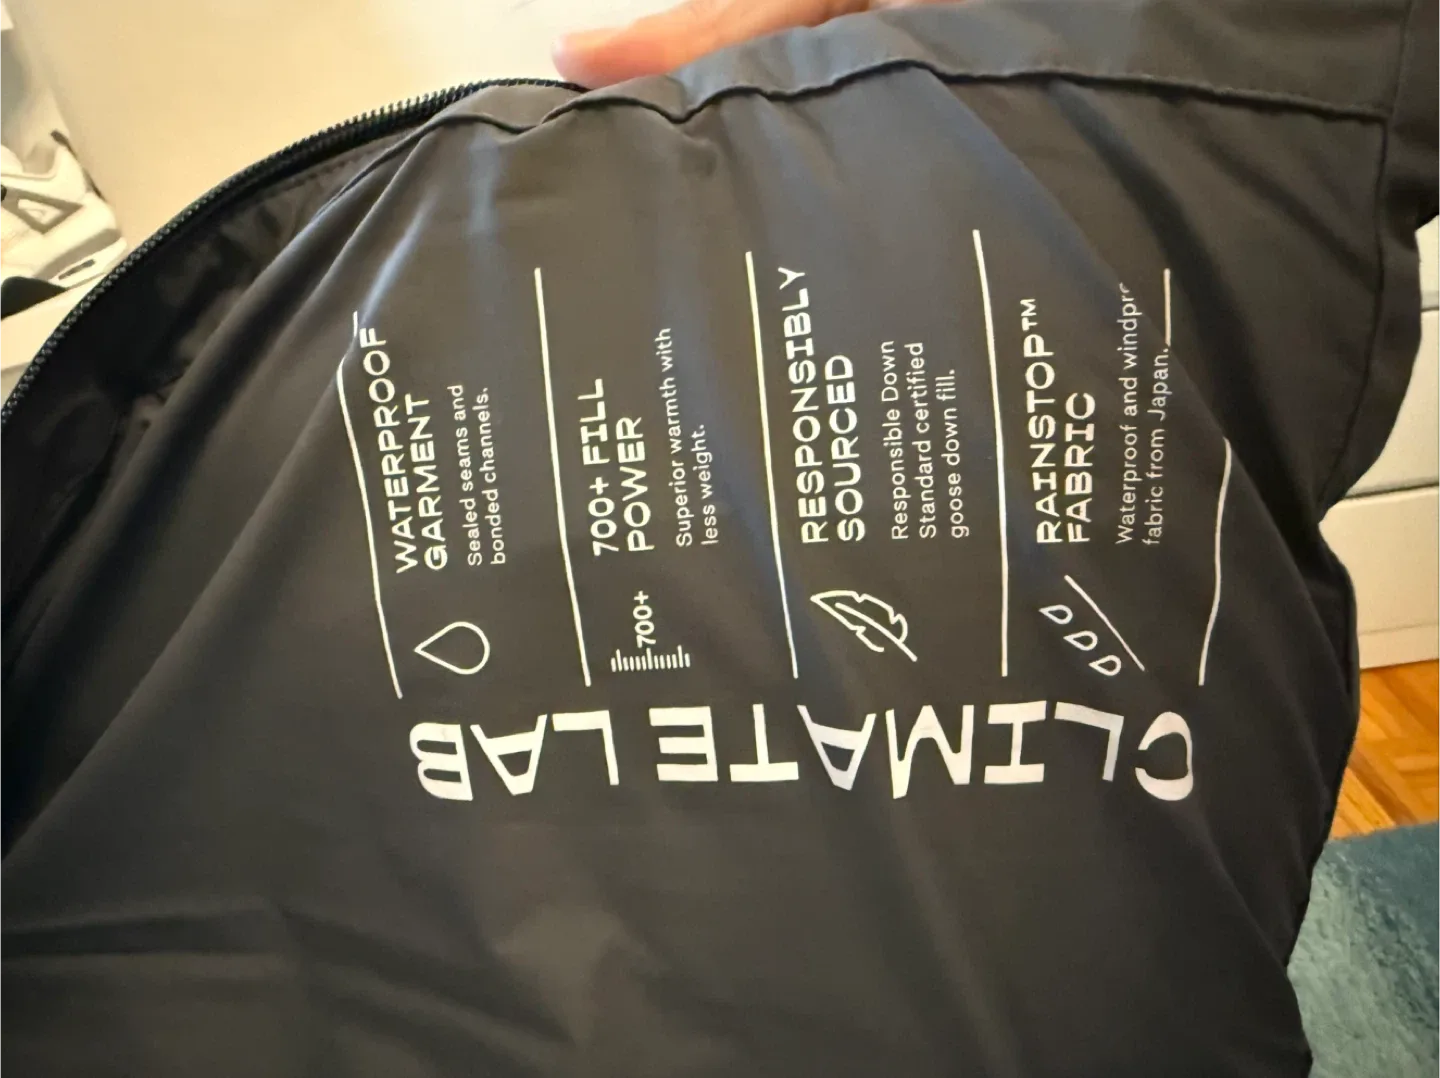 CLIMATE LAB
WATERPROOF
GARMENT
Sealed seams and
bonded channels.
700+
700+ FILL
POWER
Superior warmth with
less weight.
RESPONSIBLY
SOURCED
Responsible Down
Standard certified
goose down fill.
RAINSTOP™
FABRIC
Waterproof and
fabric from Japan.